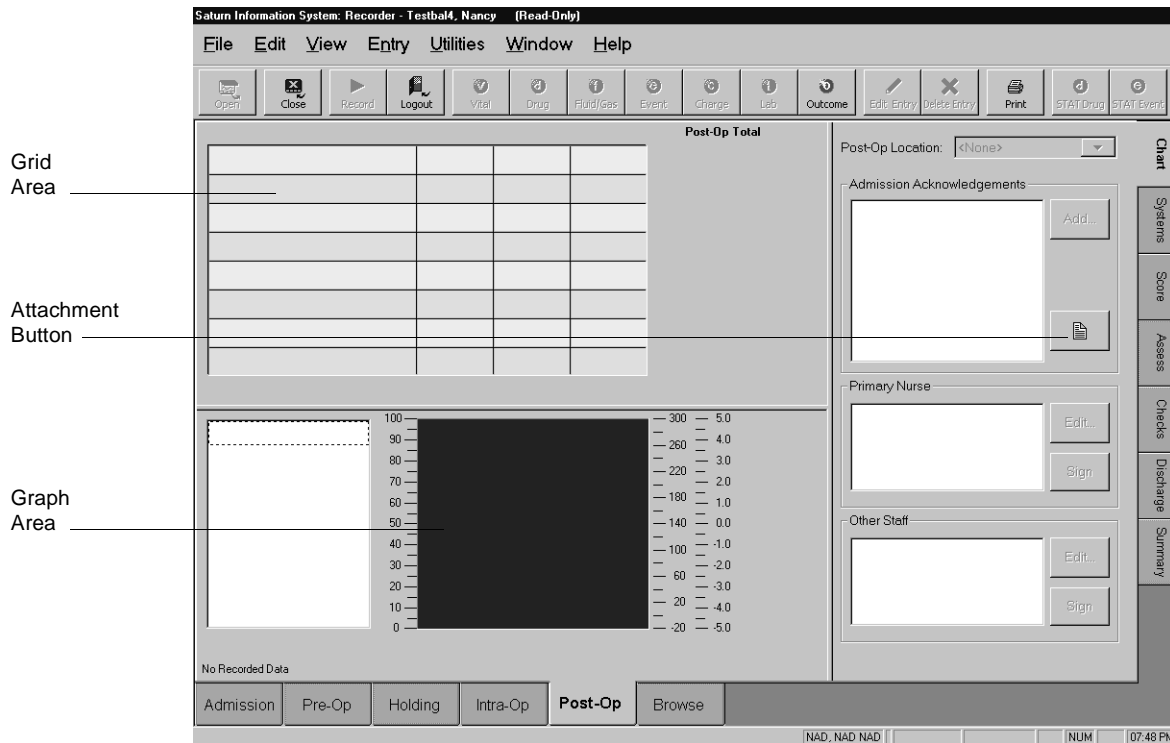 Saturn Information System: Recorder - Testbal4, Nancy (Read-Only)
File Edit View Entry Utilities Window Help
Open Close Record Logout Vital Drug Fluid/Gas Event Charge Lab Outcome Edit Entry Delete Entry Print STAT Drug STAT Event
Post-Op Total
Post-Op Location: <None>
Admission Acknowledgements
Add...
Primary Nurse
Edit...
Sign
Other Staff
Edit...
Sign
Chart
Systems
Score
Assess
Checks
Discharge
Summary
Grid
Area
Attachment
Button
Graph
Area
100 300 5.0
90 260 4.0
80 220 3.0
70 180 2.0
60 140 1.0
50 100 0.0
40 60 -1.0
30 20 -2.0
20 -20 -3.0
10 -4.0
0 -5.0
No Recorded Data
Admission Pre-Op Holding Intra-Op Post-Op Browse
NAD, NAD NAD NUM 07:48 PM